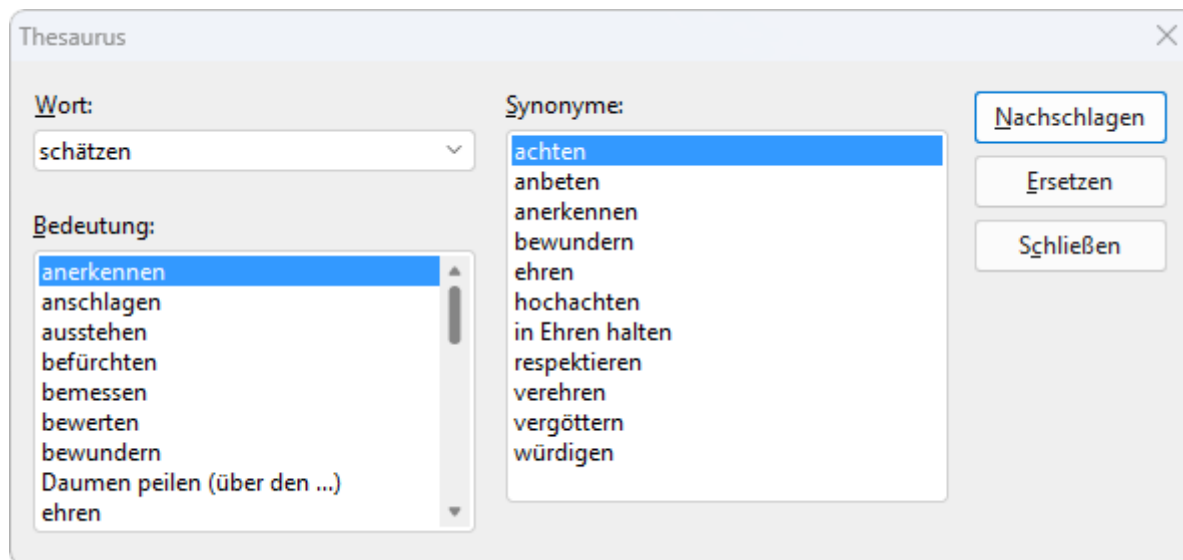 Thesaurus
Wort:
schätzen
Bedeutung:
anerkennen
anschlagen
ausstehen
befürchten
bemessen
bewerten
bewundern
Daumen peilen (über den ...)
ehren
Synonyme:
achten
anbeten
anerkennen
bewundern
ehren
hochachten
in Ehren halten
respektieren
verehren
vergöttern
würdigen
Nachschlagen
Ersetzen
Schließen